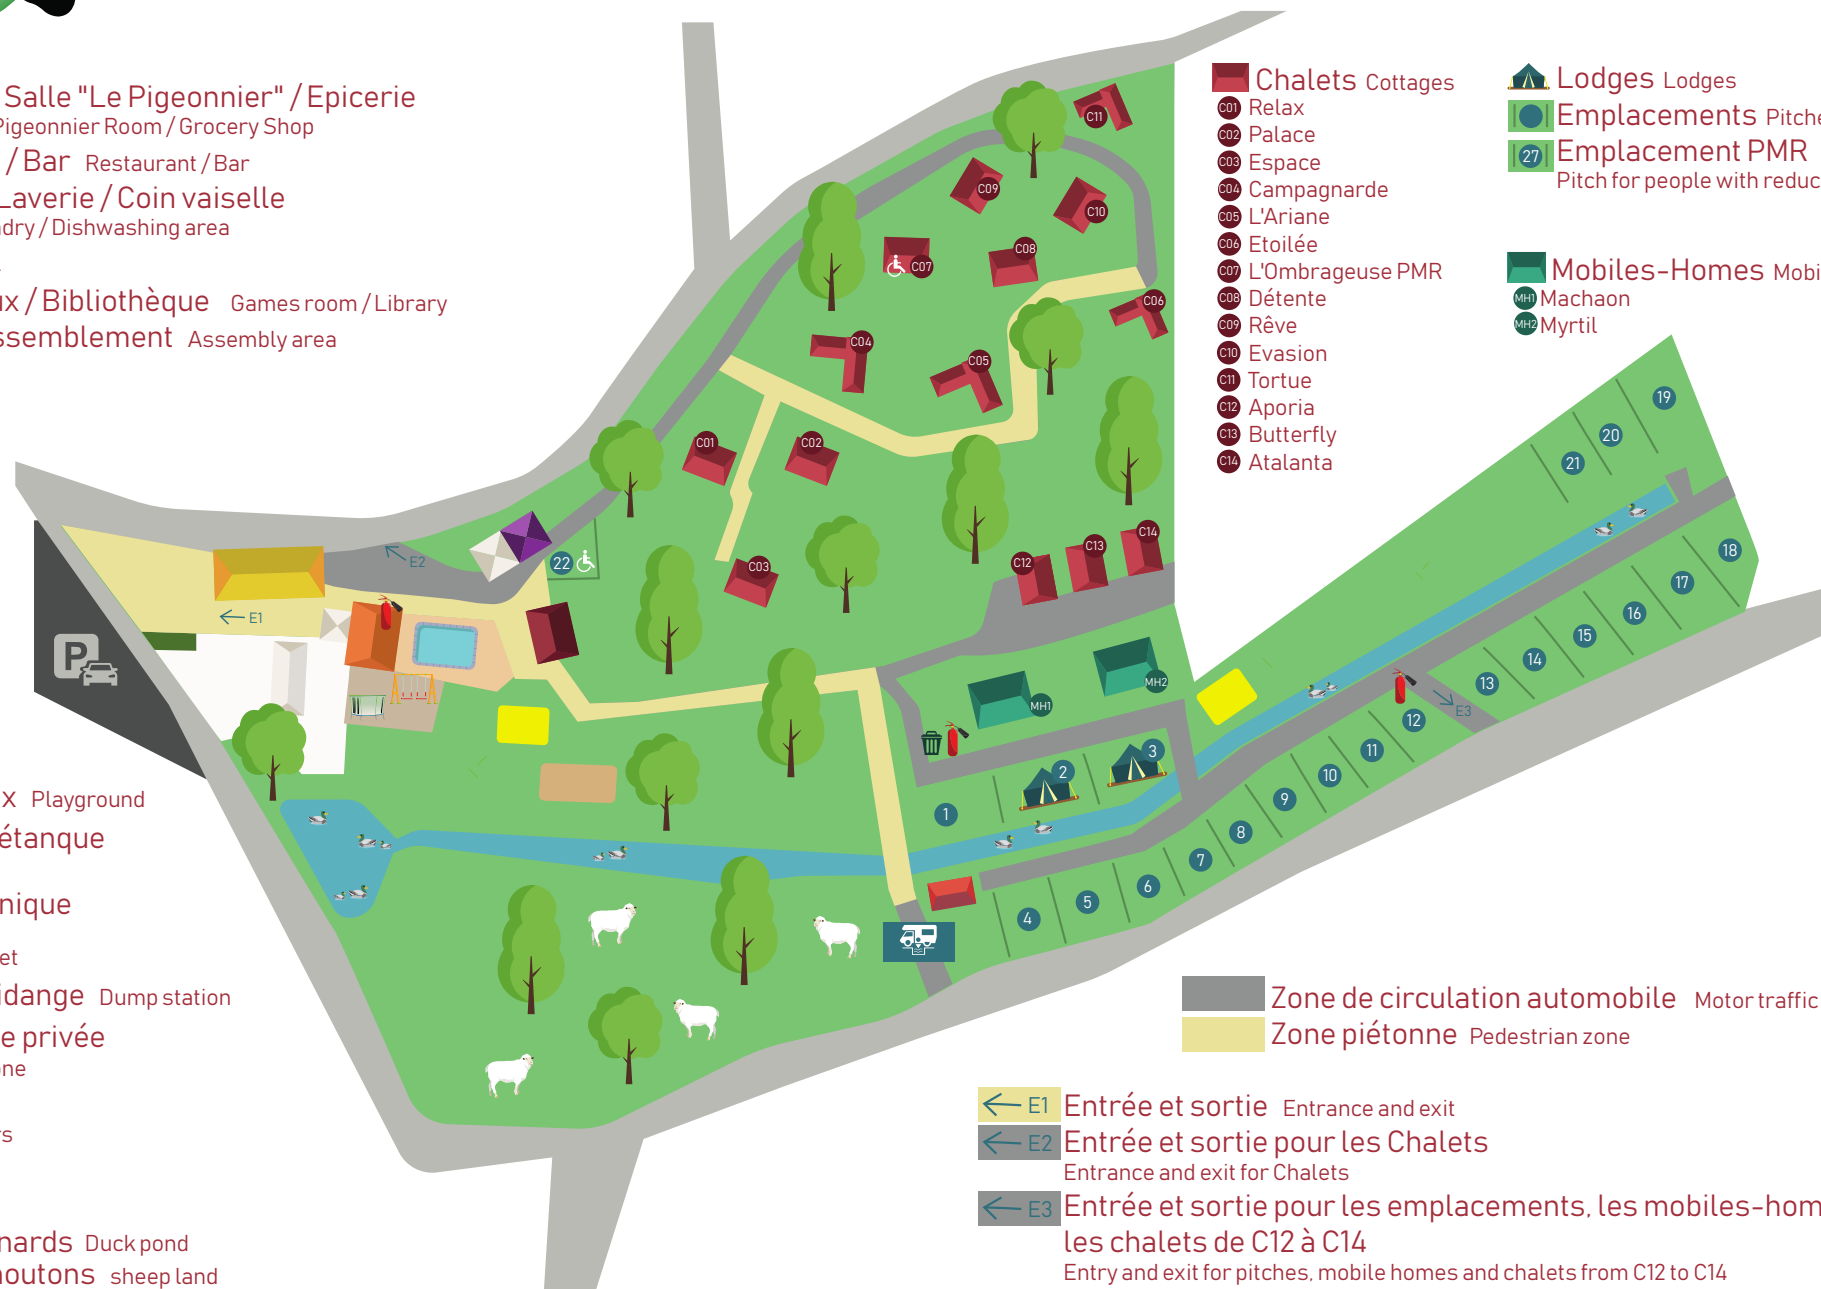 Salle "Le Pigeonnier" / Epicerie
Pigeonnier Room / Grocery Shop
/ Bar Restaurant / Bar
Laverie / Coin vaisselle
dry / Dishwashing area
x / Bibliothèque Games room / Library
ssemblement Assembly area
Chalets Cottages
C01 Relax
C02 Palace
C03 Espace
C04 Campagnarde
C05 L'Ariane
C06 Etoilée
C07 L'Ombrageuse PMR
C08 Détente
C09 Rêve
C10 Evasion
C11 Tortue
C12 Aporia
C13 Butterfly
C14 Atalanta
Lodges Lodges
Emplacements Pitche
27 Emplacement PMR
Pitch for people with reduc
Mobiles-Homes Mobi
MH1 Machaon
MH2 Myrtil
C11
C09
C10
C08
C07
C06
C04
C05
C01
C02
C03
C12
C13
C14
19
20
21
22
E2
E1
P
18
17
16
15
14
13
12
E3
11
10
9
8
7
6
5
4
MH2
MH1
3
2
1
x Playground
étanque
nique
et
idange Dump station
e privée
one
rs
nards Duck pond
outons sheep land
Zone de circulation automobile Motor traffic
Zone piétonne Pedestrian zone
E1 Entrée et sortie Entrance and exit
E2 Entrée et sortie pour les Chalets
Entrance and exit for Chalets
E3 Entrée et sortie pour les emplacements, les mobiles-hom
les chalets de C12 à C14
Entry and exit for pitches, mobile homes and chalets from C12 to C14